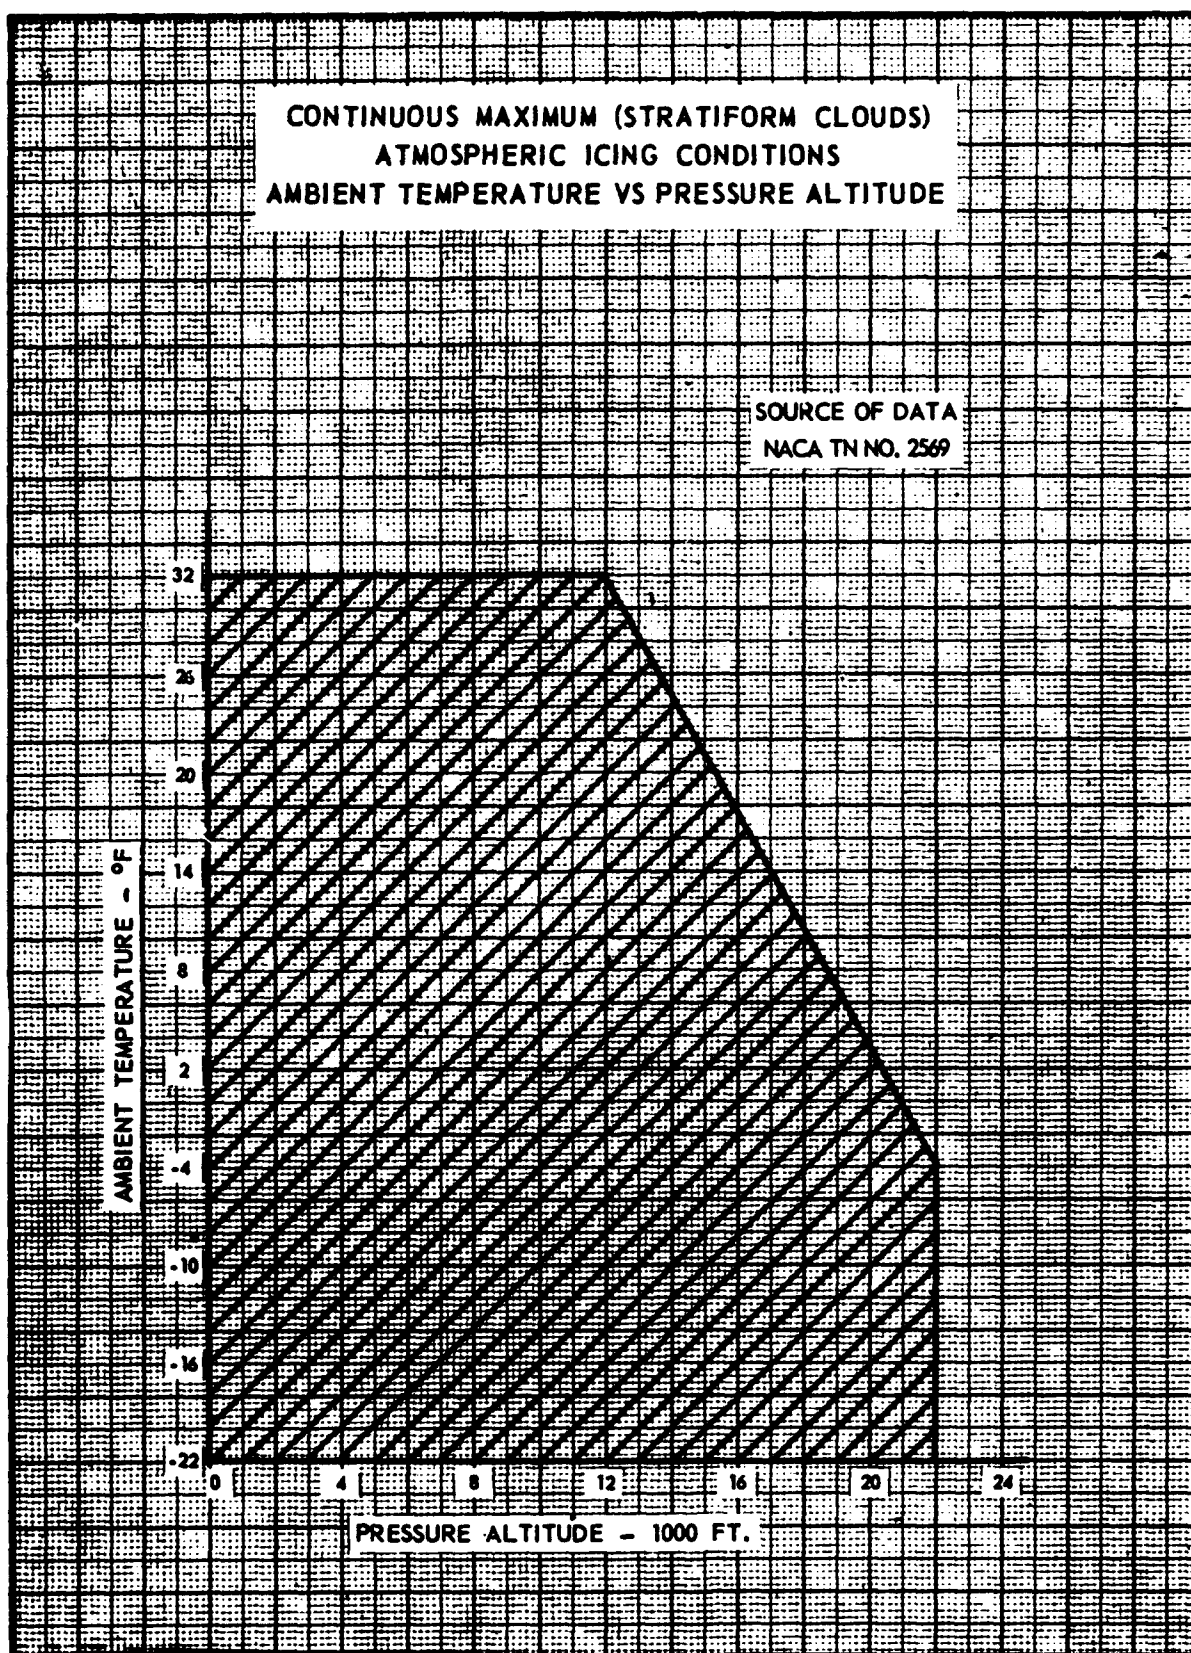 CONTINUOUS MAXIMUM (STRATIFORM CLOUDS)
ATMOSPHERIC ICING CONDITIONS
AMBIENT TEMPERATURE VS PRESSURE ALTITUDE
SOURCE OF DATA
NACA TN NO. 2569
32
26
20
14
8
2
-4
-10
-16
-22
AMBIENT TEMPERATURE - °F
0 4 8 12 16 20 24
PRESSURE ALTITUDE - 1000 FT.